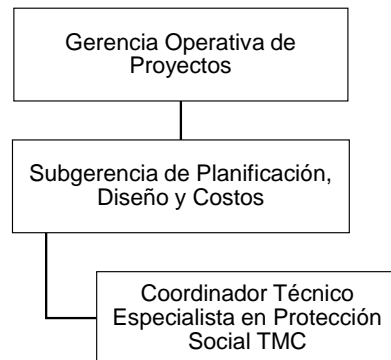 Gerencia Operativa de
Proyectos
Subgerencia de Planificación,
Diseño y Costos
Coordinador Técnico
Especialista en Protección
Social TMC